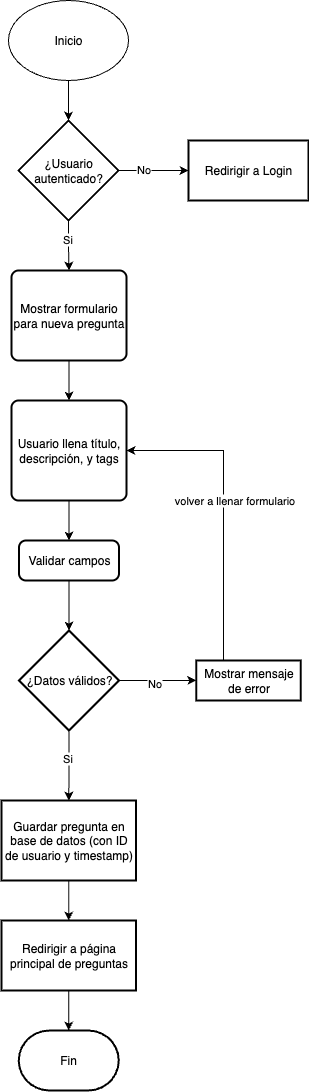 Inicio
¿Usuario
autenticado?
No
Redirigir a Login
Si
Mostrar formulario
para nueva pregunta
Usuario llena título,
descripción, y tags
volver a llenar formulario
Validar campos
¿Datos válidos?
No
Mostrar mensaje
de error
Si
Guardar pregunta en
base de datos (con ID
de usuario y timestamp)
Redirigir a página
principal de preguntas
Fin